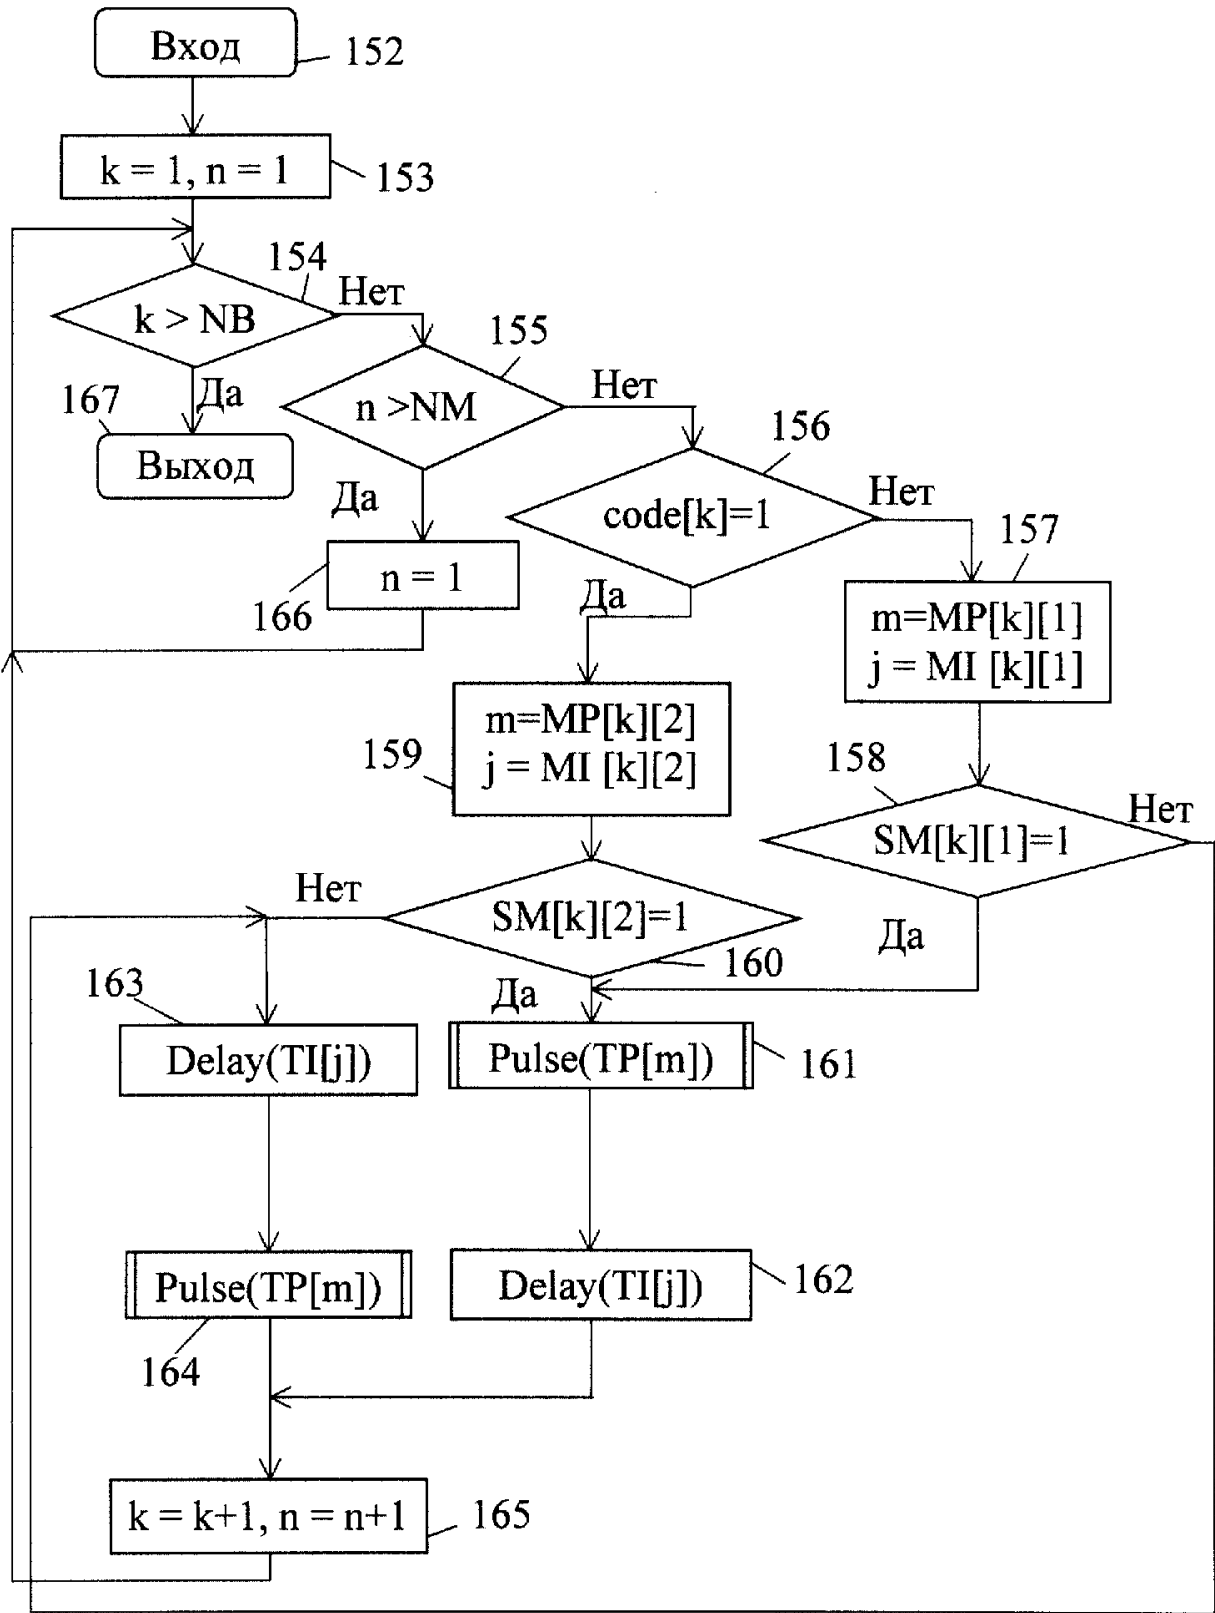 Вход
152
k = 1, n = 1
153
154
Нет
k > NB
155
Да
167
n >NM
Нет
156
Выход
Да
code[k]=1
Нет
157
n = 1
166
Да
m=MP[k][1]
j = MI [k][1]
m=MP[k][2]
j = MI [k][2]
159
158
SM[k][1]=1
Нет
Нет
SM[k][2]=1
160
Да
163
Да
Delay(TI[j])
Pulse(TP[m])
161
Pulse(TP[m])
164
Delay(TI[j])
162
k = k+1, n = n+1
165